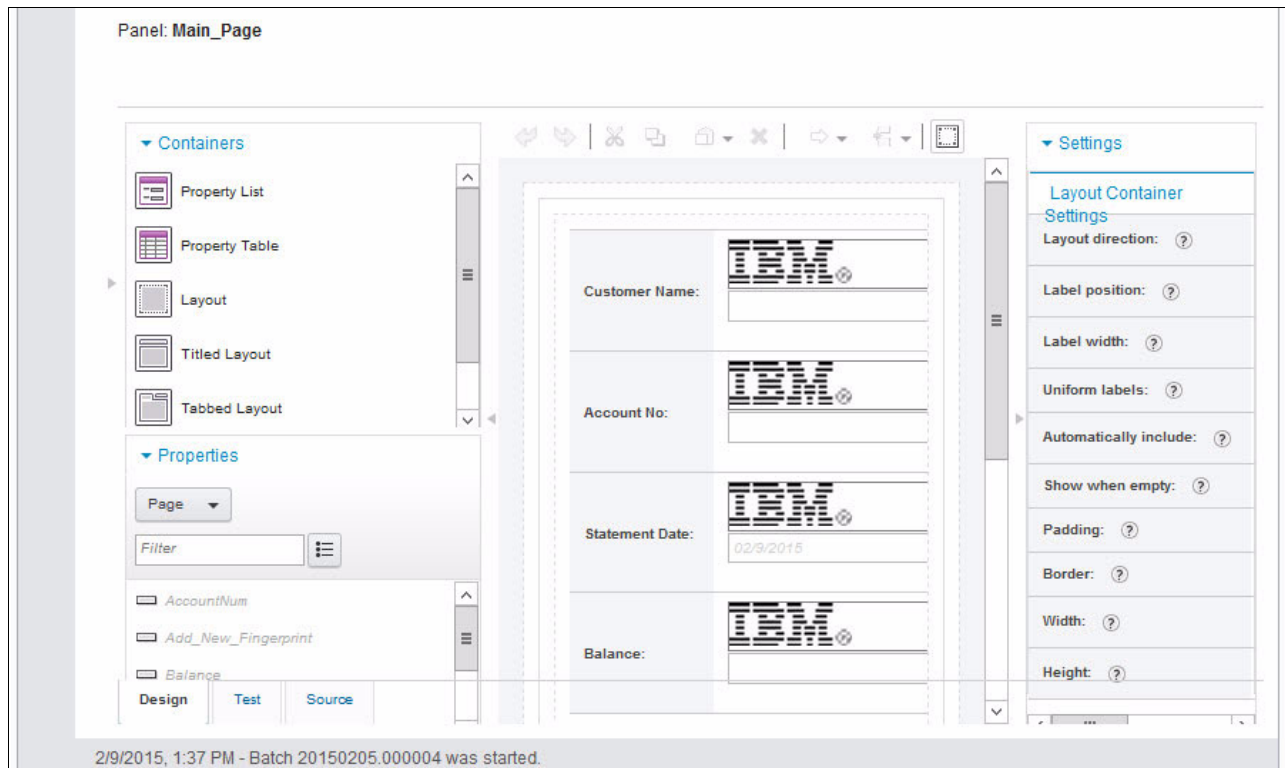 Panel: Main_Page
Containers
Property List
Property Table
Layout
Titled Layout
Tabbed Layout
Properties
Page
Filter
AccountNum
Add_New_Fingerprint
Balance
Design Test Source
Customer Name:
IBM®
Account No:
IBM®
Statement Date:
IBM®
02/9/2015
Balance:
IBM®
Settings
Layout Container
Settings
Layout direction: ?
Label position: ?
Label width: ?
Uniform labels: ?
Automatically include: ?
Show when empty: ?
Padding: ?
Border: ?
Width: ?
Height: ?
2/9/2015, 1:37 PM - Batch 20150205.000004 was started.